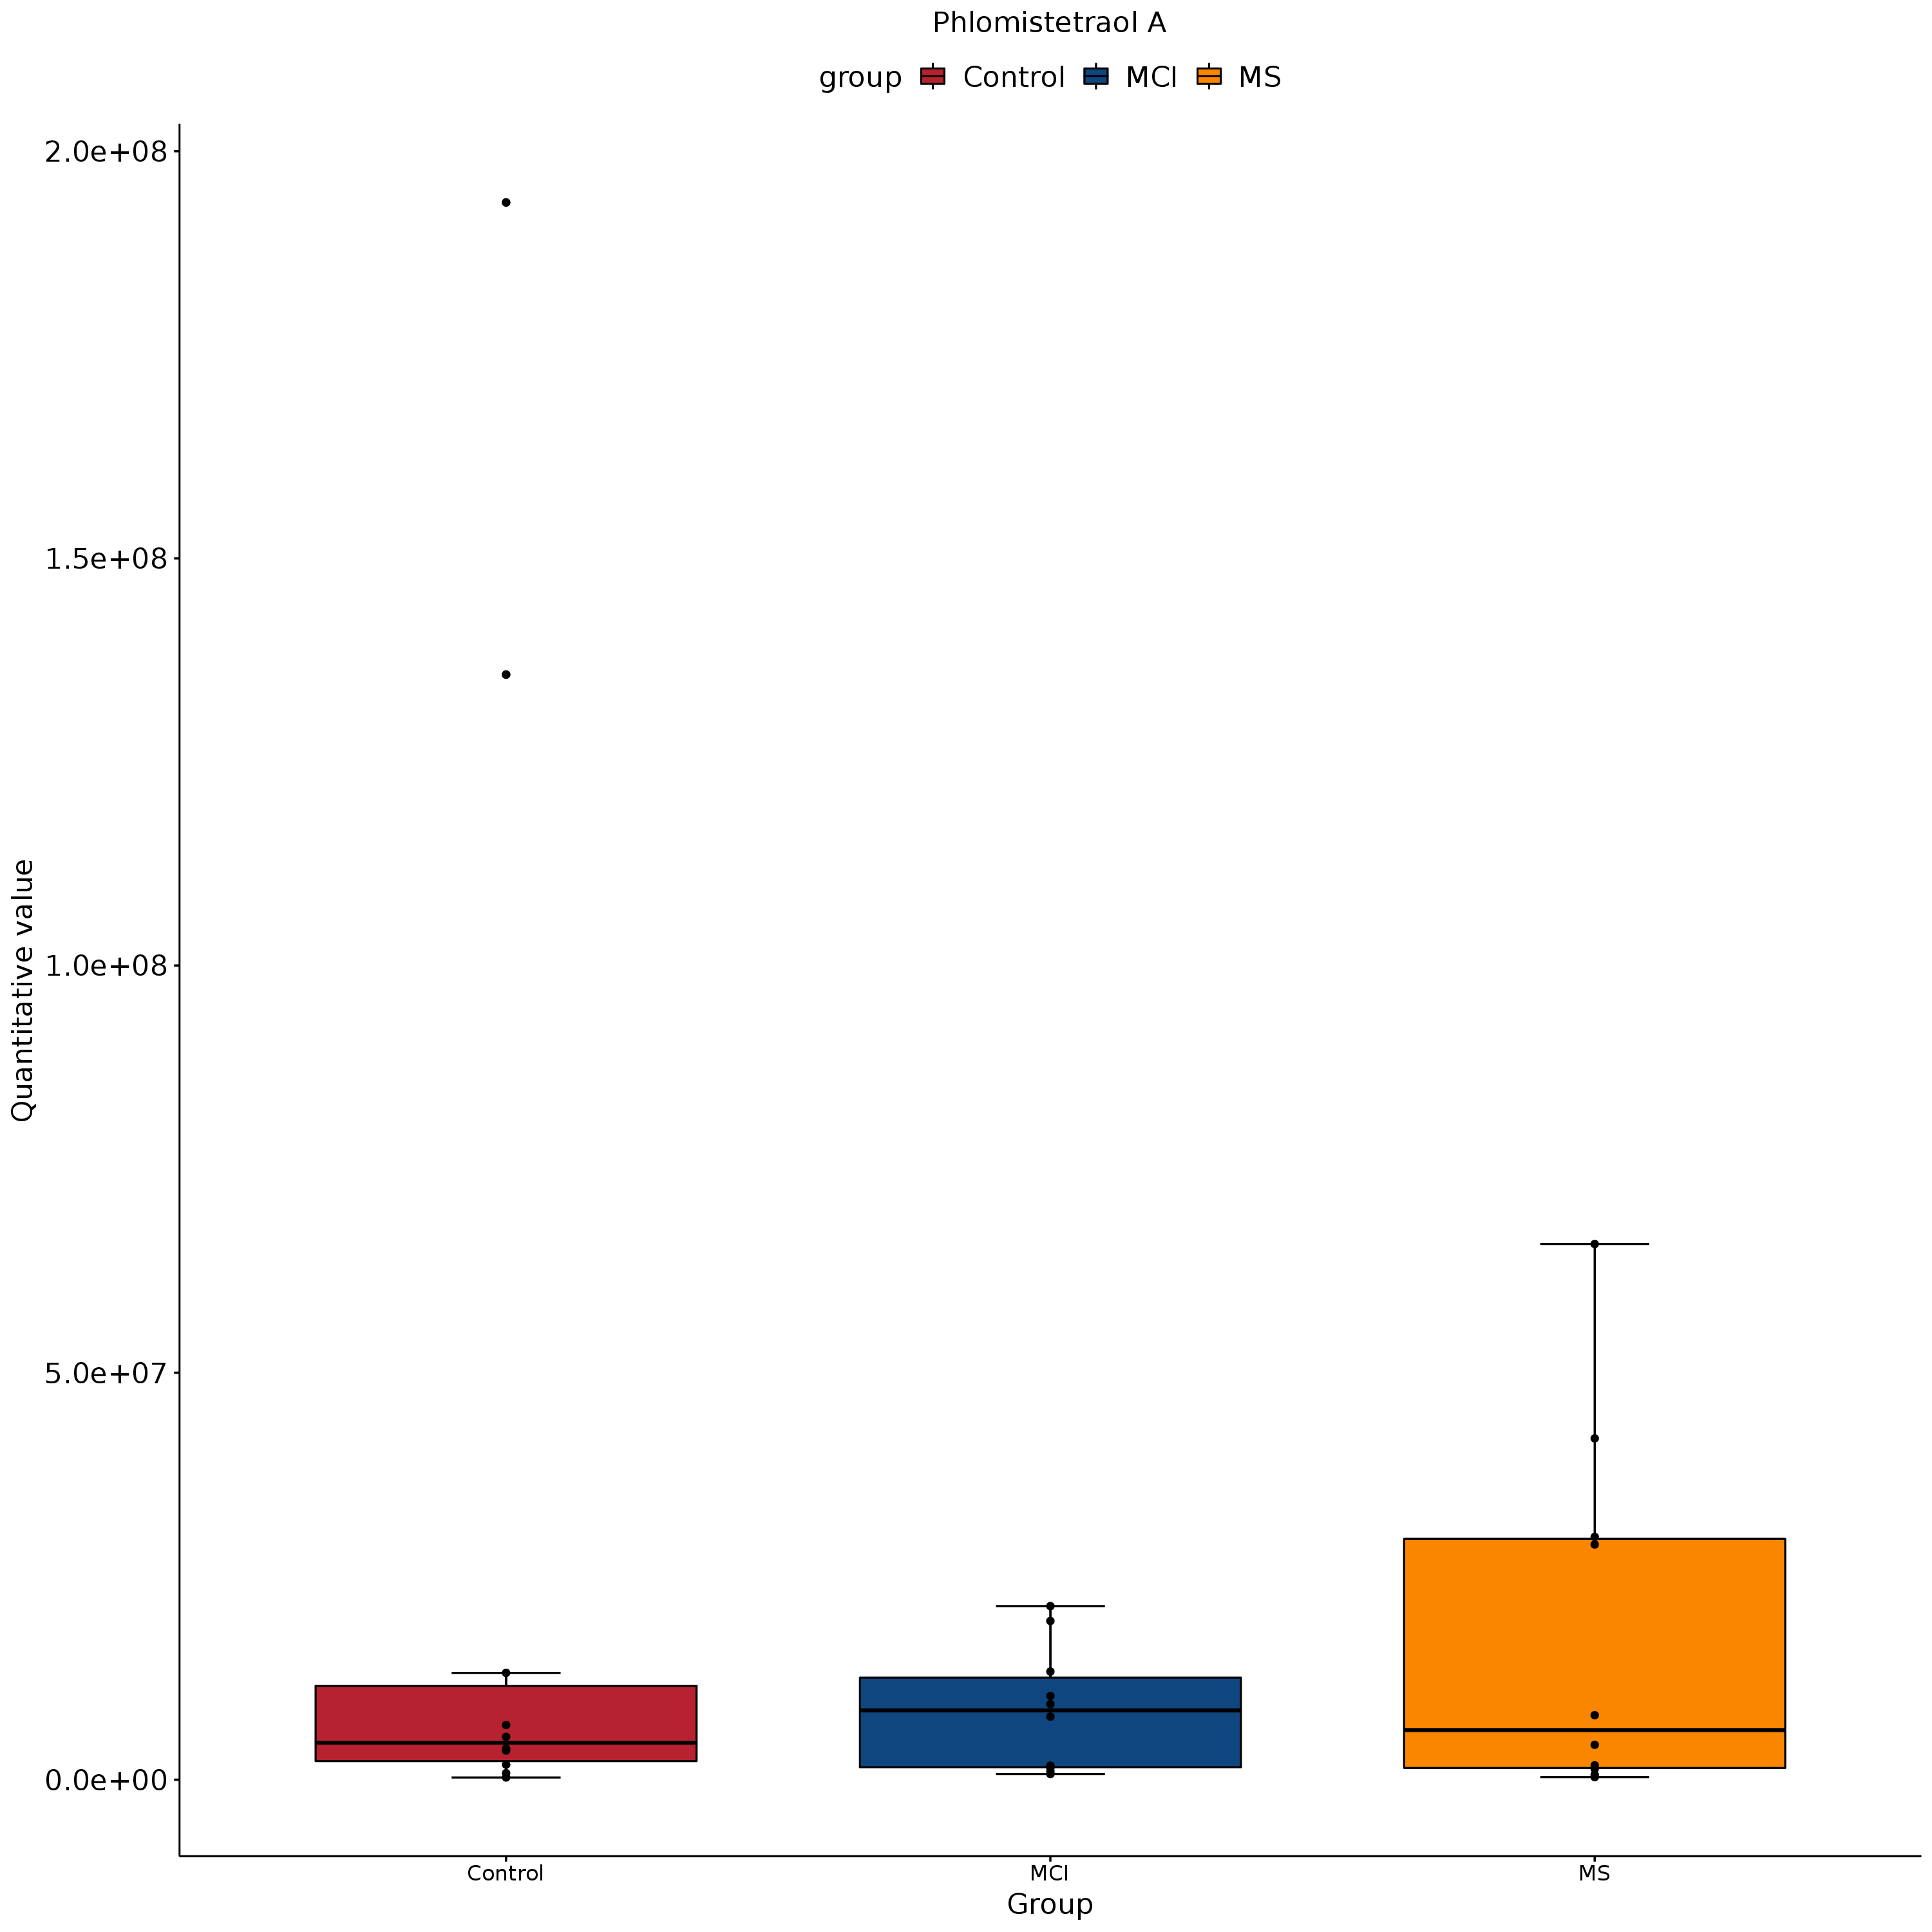 Phlomistetraol A
group Control MCI MS
2.0e+08
1.5e+08
1.0e+08
5.0e+07
0.0e+00
Quantitative value
Control MCI MS
Group